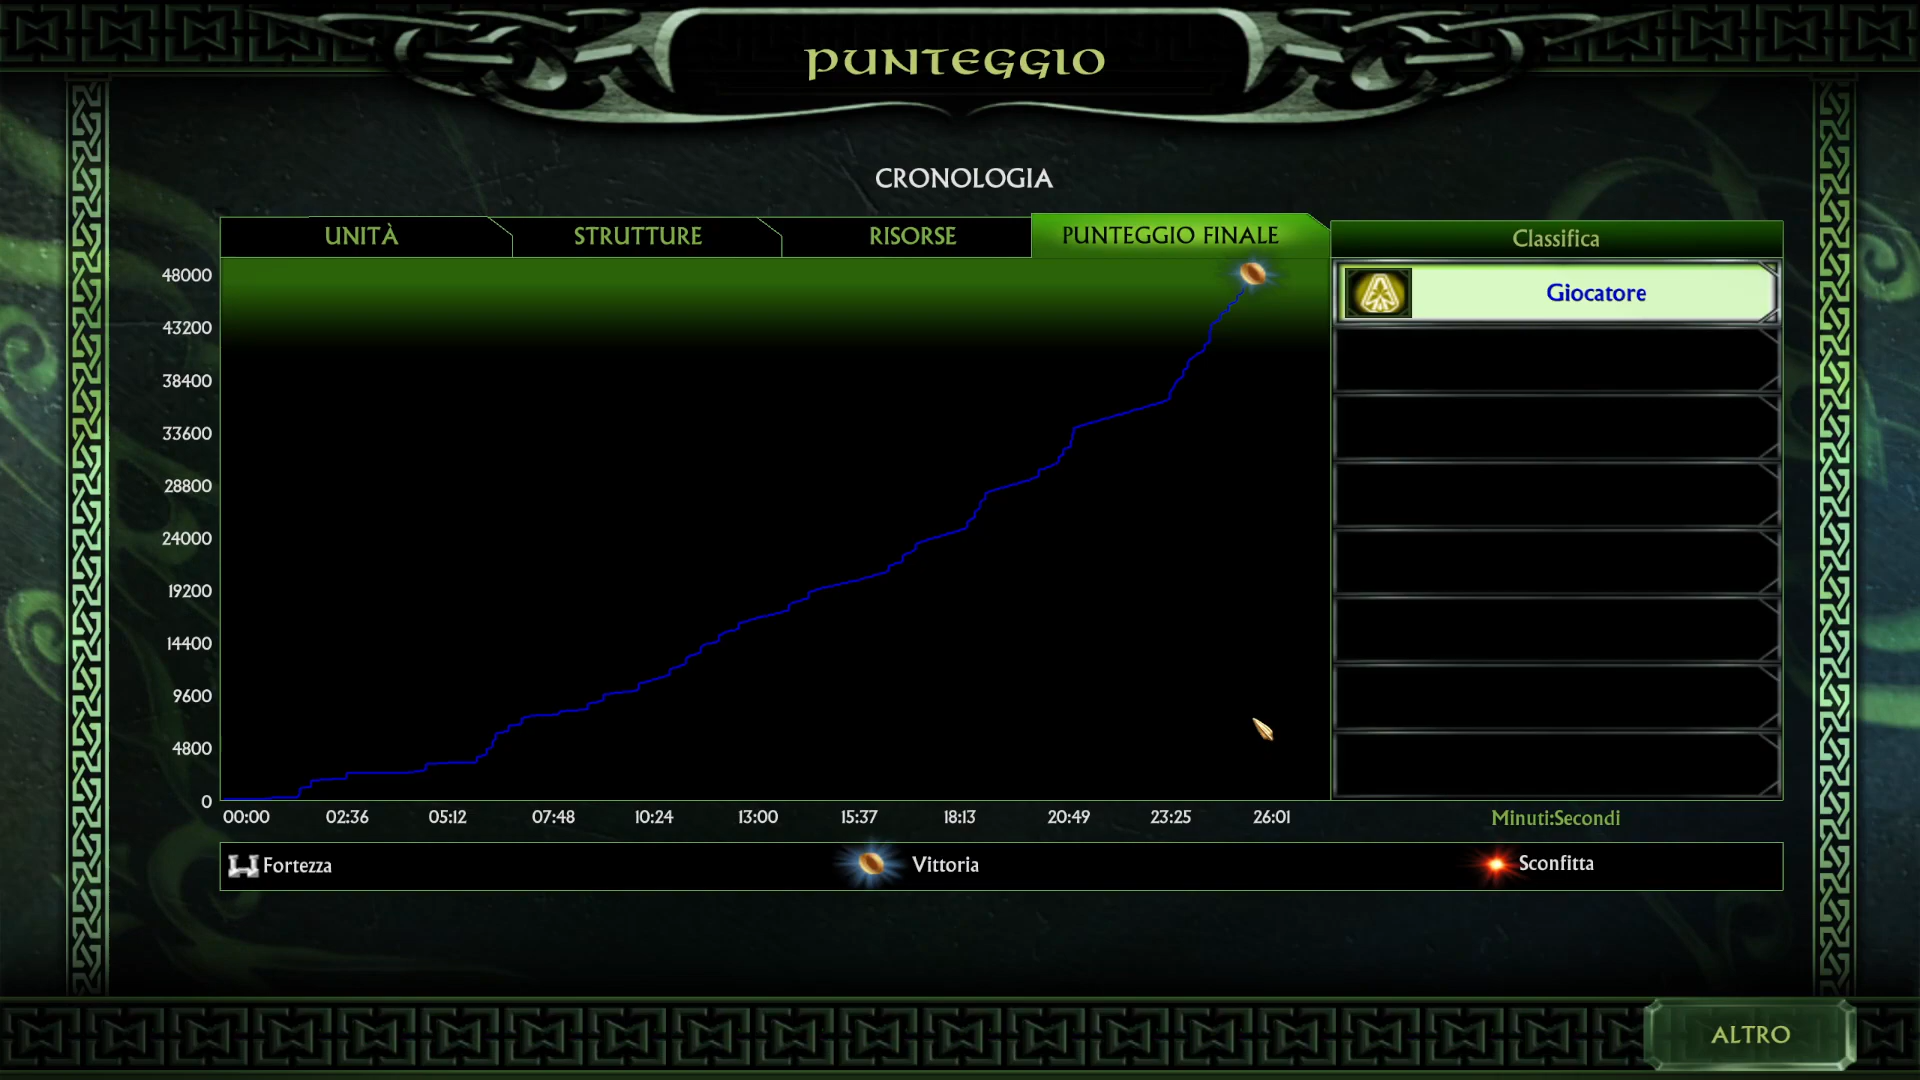 PUNTEGGIO
CRONOLOGIA
UNITÀ
STRUTTURE
RISORSE
PUNTEGGIO FINALE
Classifica
Giocatore
48000
43200
38400
33600
28800
24000
19200
14400
9600
4800
0
00:00 02:36 05:12 07:48 10:24 13:00 15:37 18:13 20:49 23:25 26:01
Minuti:Secondi
Fortezza
Vittoria
Sconfitta
ALTRO